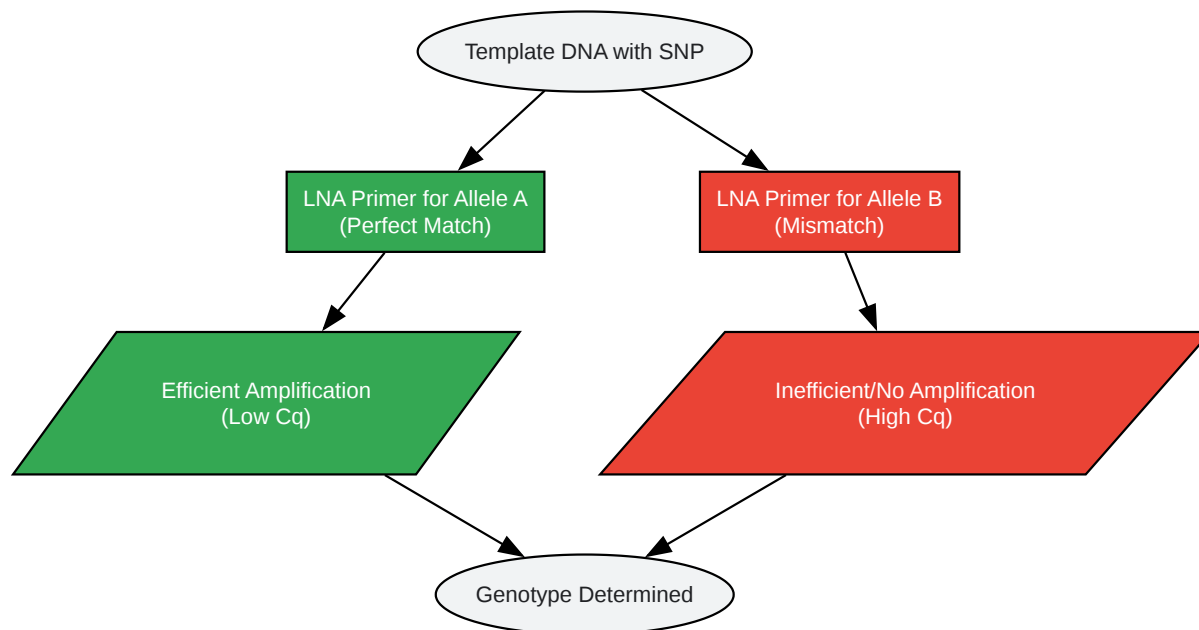 Template DNA with SNP
LNA Primer for Allele A
(Perfect Match)
LNA Primer for Allele B
(Mismatch)
Efficient Amplification
(Low Cq)
Inefficient/No Amplification
(High Cq)
Genotype Determined